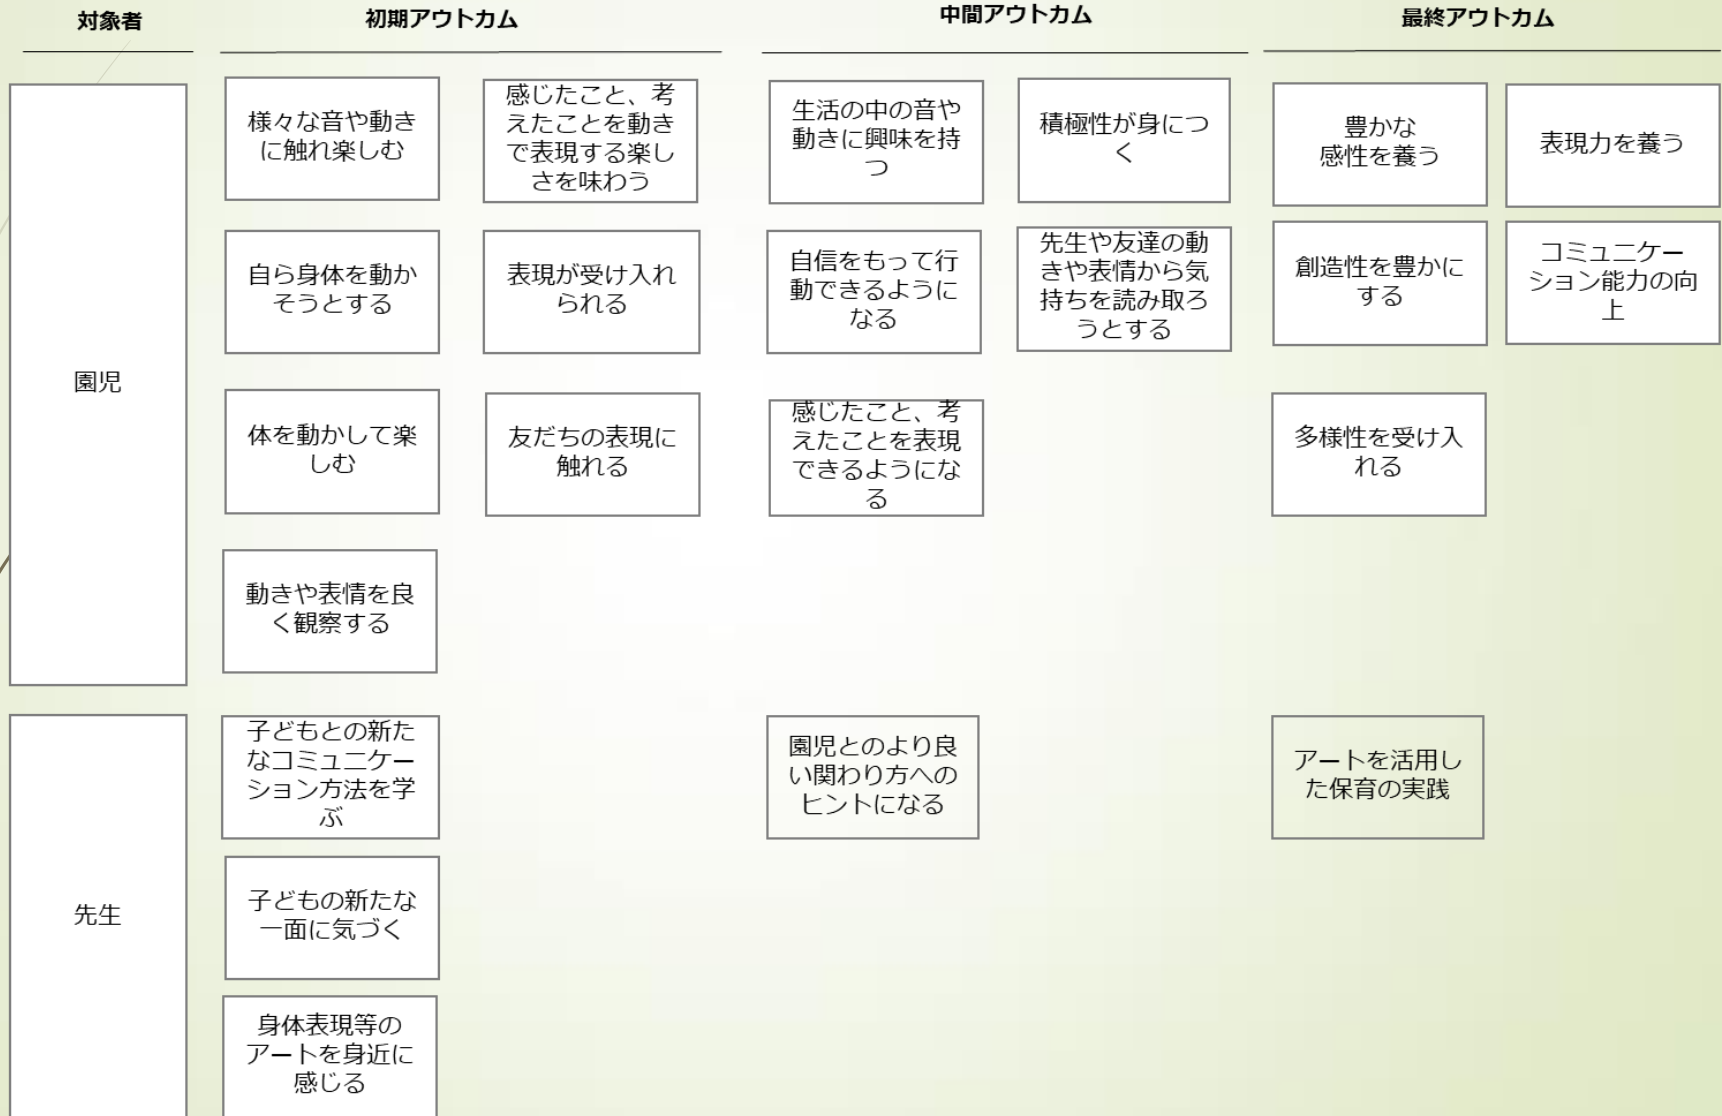 対象者
初期アウトカム
中間アウトカム
最終アウトカム
園児
様々な音や動き
に触れ楽しむ
感じたこと、考
えたことを動き
で表現する楽し
さを味わう
生活の中の音や
動きに興味を持
つ
積極性が身につ
く
豊かな
感性を養う
表現力を養う
自ら身体を動か
そうとする
表現が受け入れ
られる
自信をもって行
動できるように
なる
先生や友達の動
きや表情から気
持ちを読み取ろ
うとする
創造性を豊かに
する
コミュニケー
ション能力の向
上
体を動かして楽
しむ
友だちの表現に
触れる
感じたこと、考
えたことを表現
できるようにな
る
多様性を受け入
れる
動きや表情を良
く観察する
先生
子どもとの新た
なコミュニケー
ション方法を学
ぶ
園児とのより良
い関わり方への
ヒントになる
アートを活用し
た保育の実践
子どもの新たな
一面に気づく
身体表現等の
アートを身近に
感じる